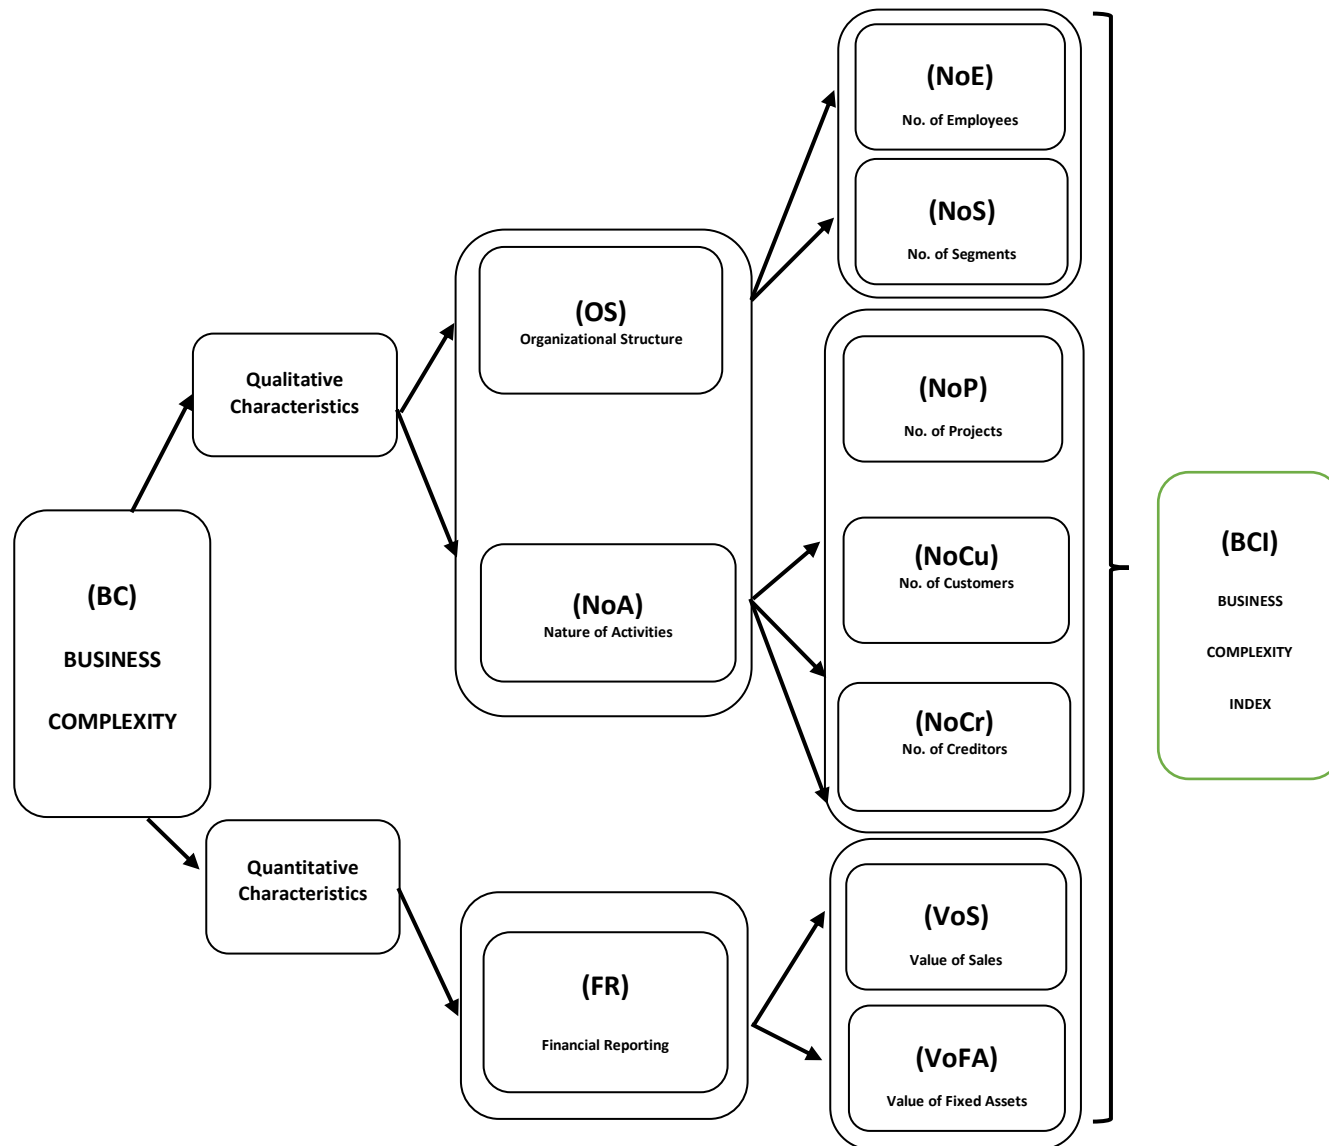 (BC)
BUSINESS
COMPLEXITY
Qualitative
Characteristics
Quantitative
Characteristics
(OS)
Organizational Structure
(NoA)
Nature of Activities
(FR)
Financial Reporting
(NoE)
No. of Employees
(NoS)
No. of Segments
(NoP)
No. of Projects
(NoCu)
No. of Customers
(NoCr)
No. of Creditors
(VoS)
Value of Sales
(VoFA)
Value of Fixed Assets
(BCI)
BUSINESS
COMPLEXITY
INDEX